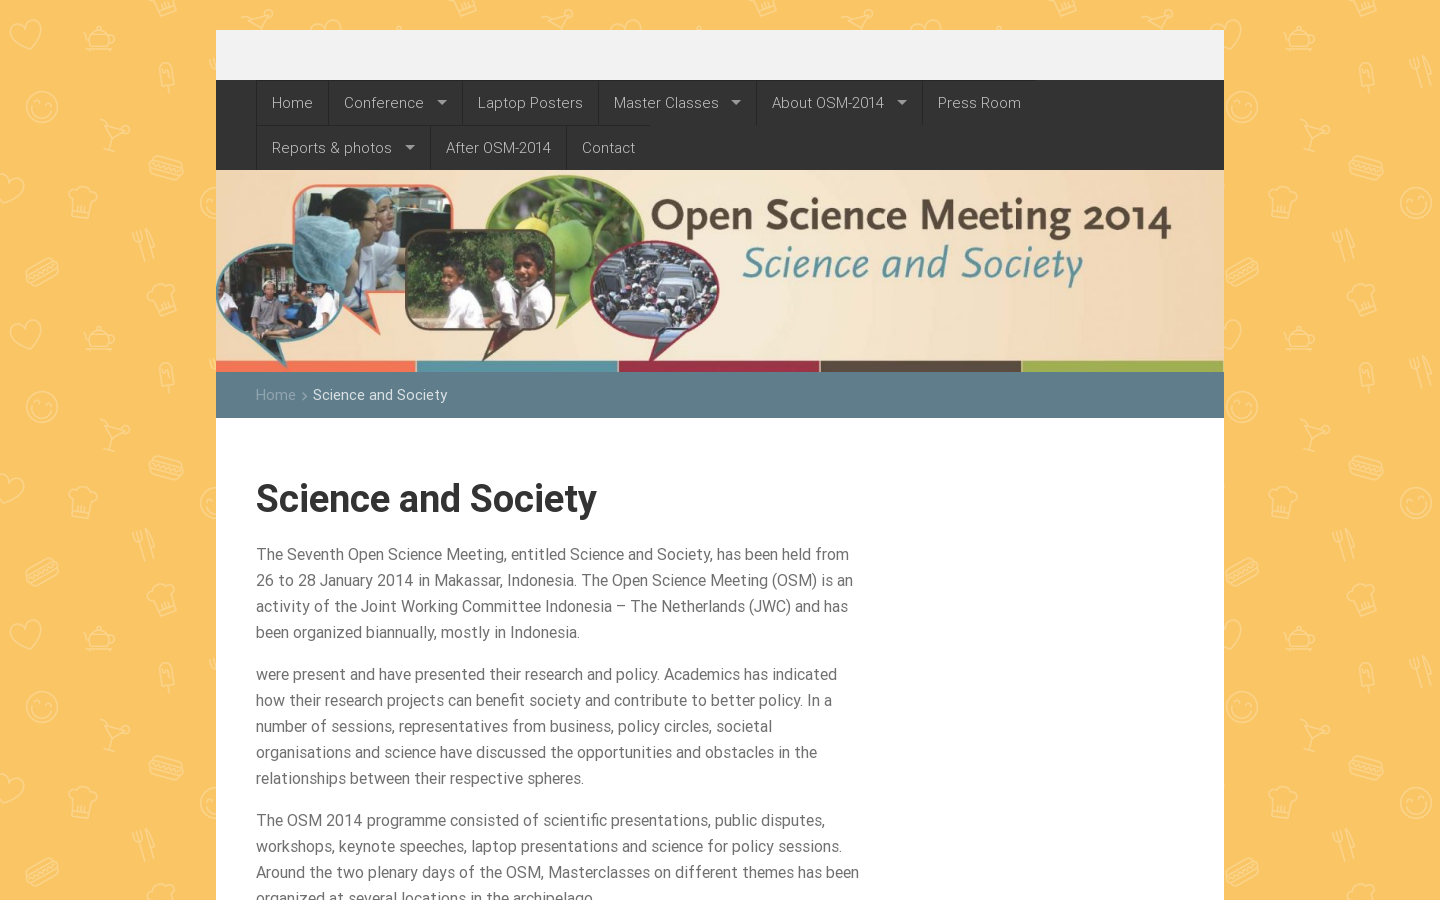 Home
Conference
Laptop Posters
Master Classes
About OSM-2014
Press Room
Reports & photos
After OSM-2014
Contact
Open Science Meeting 2014
Science and Society
Home › Science and Society
Science and Society
The Seventh Open Science Meeting, entitled Science and Society, has been held from
26 to 28 January 2014 in Makassar, Indonesia. The Open Science Meeting (OSM) is an
activity of the Joint Working Committee Indonesia – The Netherlands (JWC) and has
been organized biannually, mostly in Indonesia.
were present and have presented their research and policy. Academics has indicated
how their research projects can benefit society and contribute to better policy. In a
number of sessions, representatives from business, policy circles, societal
organisations and science have discussed the opportunities and obstacles in the
relationships between their respective spheres.
The OSM 2014 programme consisted of scientific presentations, public disputes,
workshops, keynote speeches, laptop presentations and science for policy sessions.
Around the two plenary days of the OSM, Masterclasses on different themes has been
organized at several locations in the archipelago.